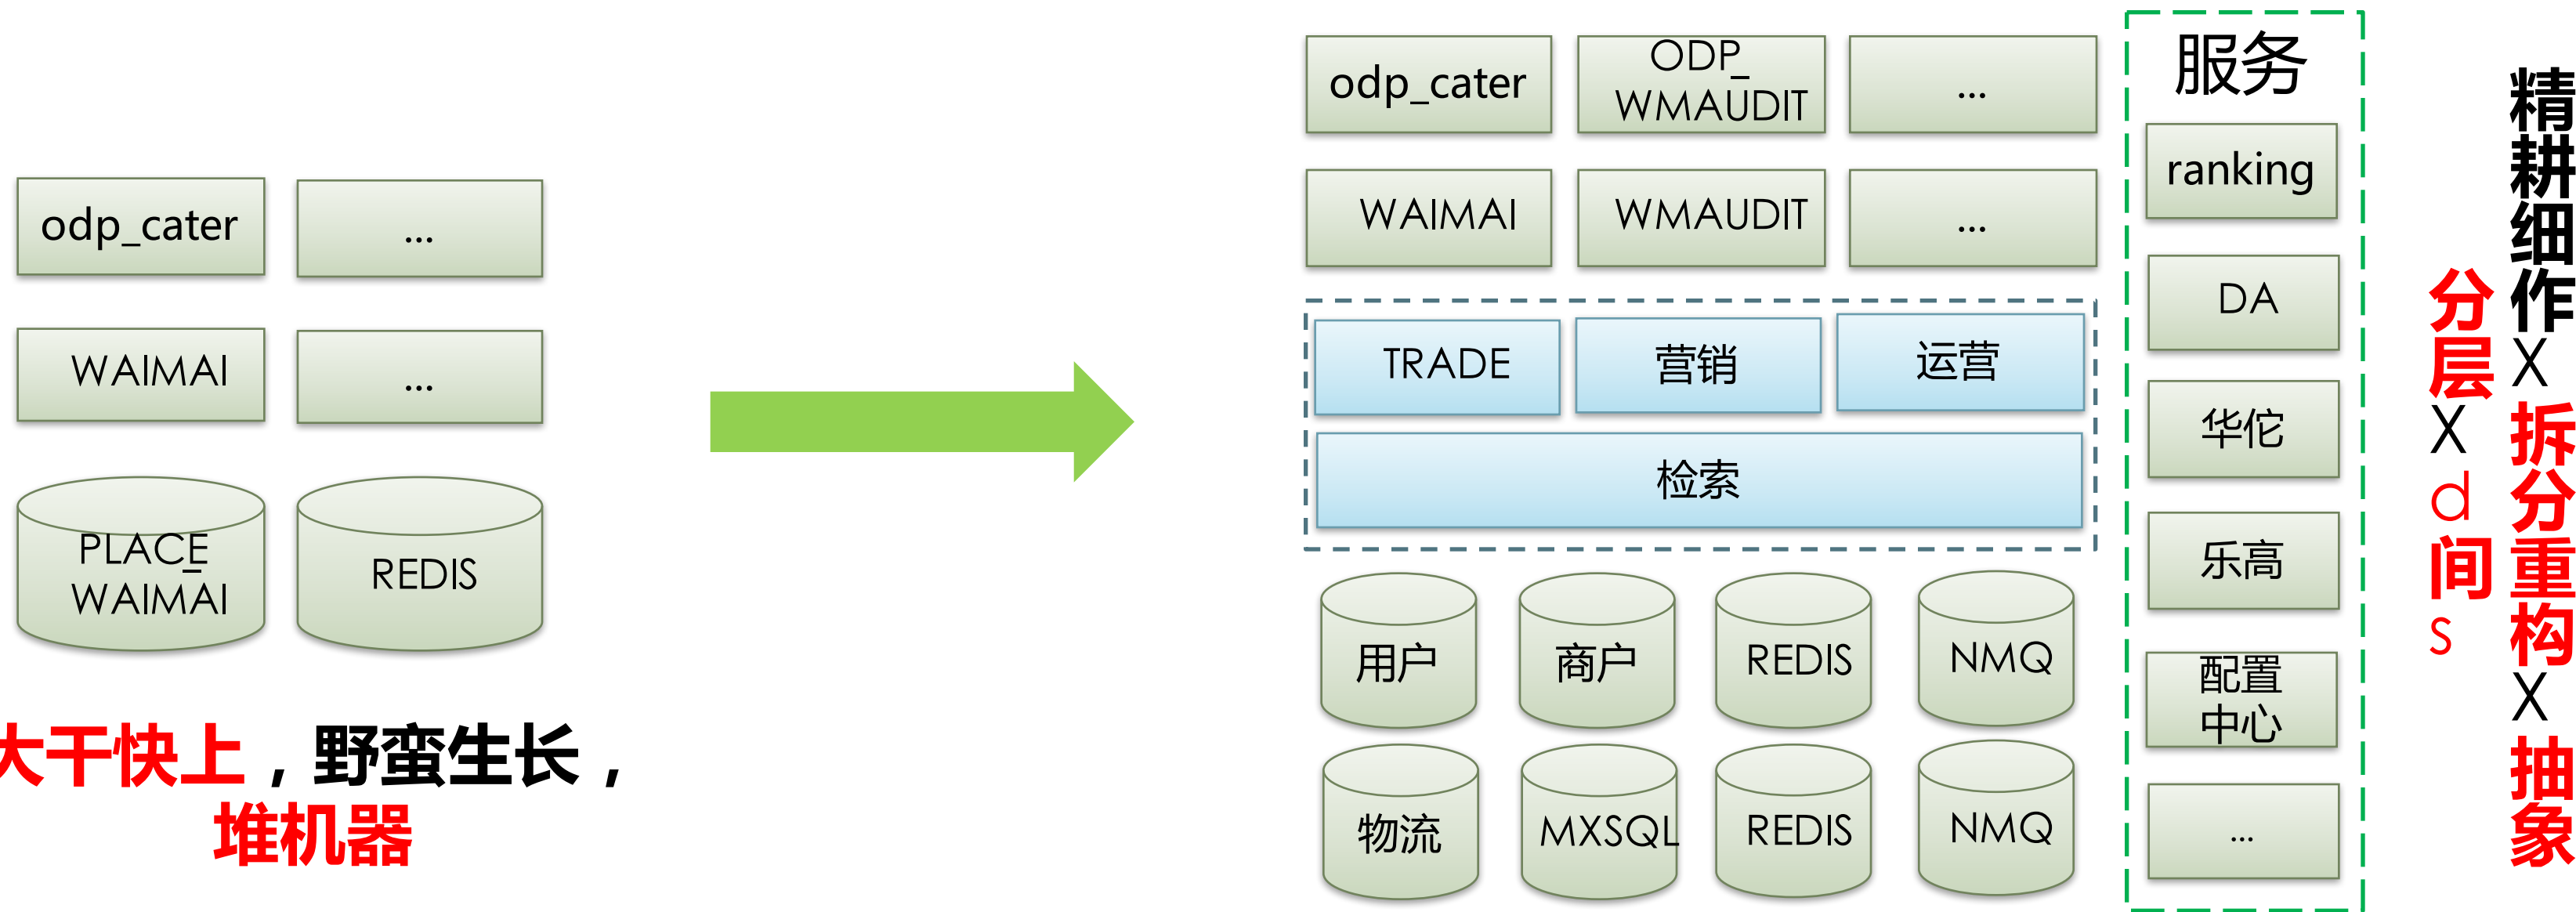 odp_cater
...
WAIMAI
...
PLACE_
WAIMAI
REDIS
大干快上，野蛮生长，
堆机器
odp_cater
ODP_
WMAUDIT
...
WAIMAI
WMAUDIT
...
TRADE
营销
运营
检索
用户
商户
REDIS
NMQ
物流
MXSQL
REDIS
NMQ
服务
ranking
DA
华佗
乐高
配置
中心
...
精耕细作X拆分重构X抽象
分层X d间s